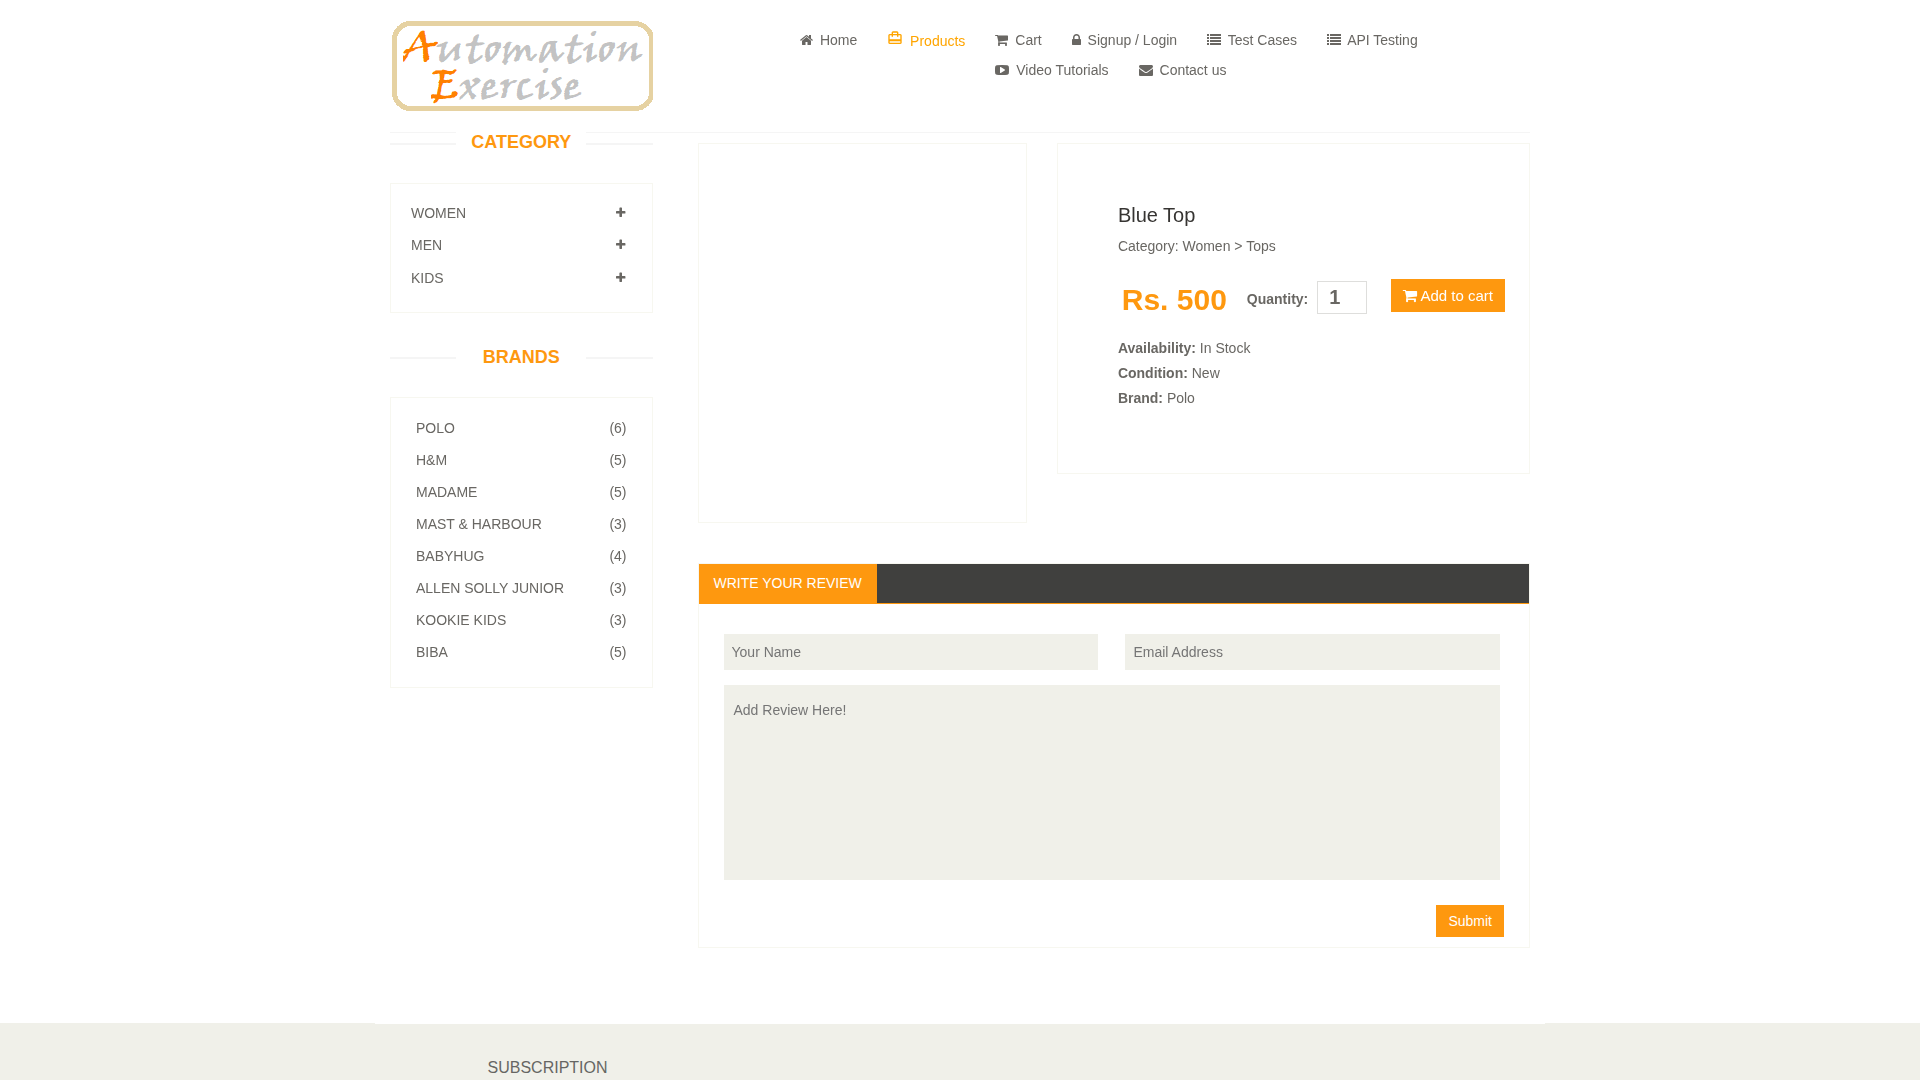 Automation
Exercise
Home
Products
Cart
Signup / Login
Test Cases
API Testing
Video Tutorials
Contact us
CATEGORY
WOMEN
MEN
KIDS
BRANDS
POLO (6)
H&M (5)
MADAME (5)
MAST & HARBOUR (3)
BABYHUG (4)
ALLEN SOLLY JUNIOR (3)
KOOKIE KIDS (3)
BIBA (5)
Blue Top
Category: Women > Tops
Rs. 500 Quantity: 1 Add to cart
Availability: In Stock
Condition: New
Brand: Polo
WRITE YOUR REVIEW
Your Name
Email Address
Add Review Here!
Submit
SUBSCRIPTION